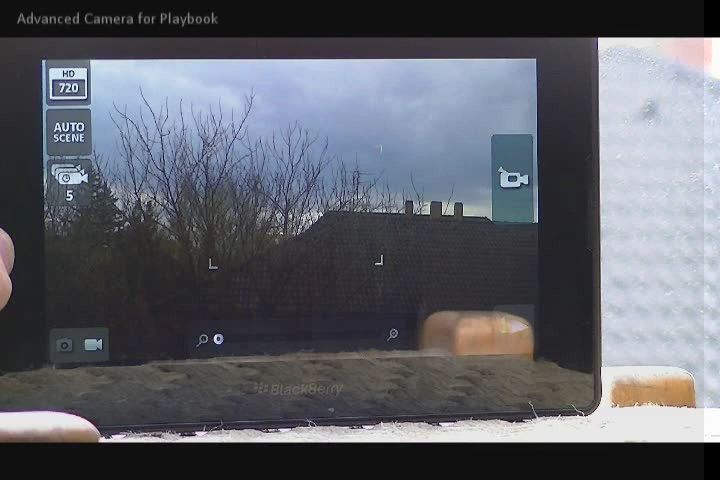 Advanced Camera for Playbook
HD
720
AUTO
SCENE
5
BlackBerry